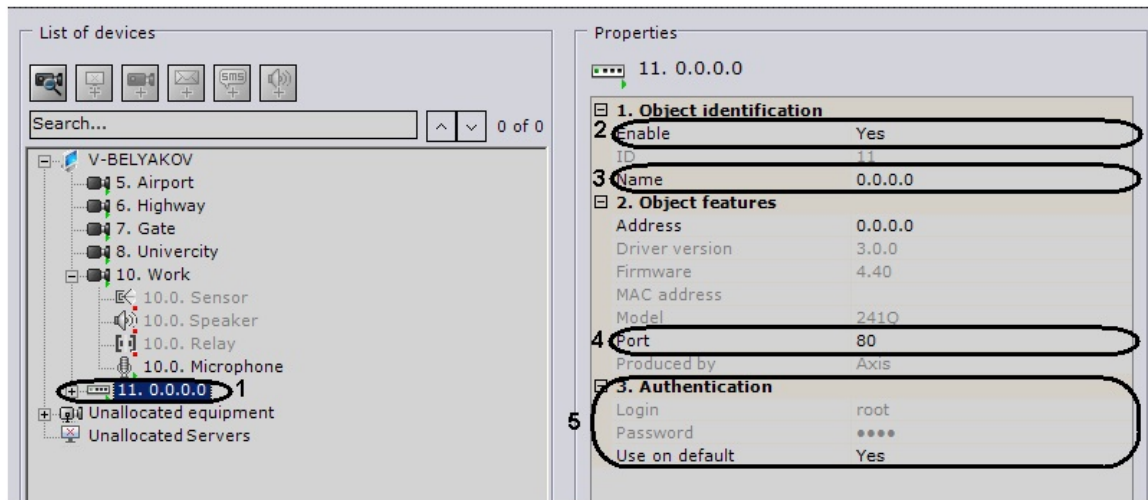 List of devices
Search...
0 of 0
V-BELYAKOV
5. Airport
6. Highway
7. Gate
8. Univercity
10. Work
10.0. Sensor
10.0. Speaker
10.0. Relay
10.0. Microphone
11. 0.0.0.0 1
Unallocated equipment
Unallocated Servers
Properties
11. 0.0.0.0
1. Object identification
2 Enable Yes
ID 11
3 Name 0.0.0.0
2. Object features
Address 0.0.0.0
Driver version 3.0.0
Firmware 4.40
MAC address
Model 241Q
4 Port 80
Produced by Axis
3. Authentication
5
Login root
Password ••••
Use on default Yes
sms